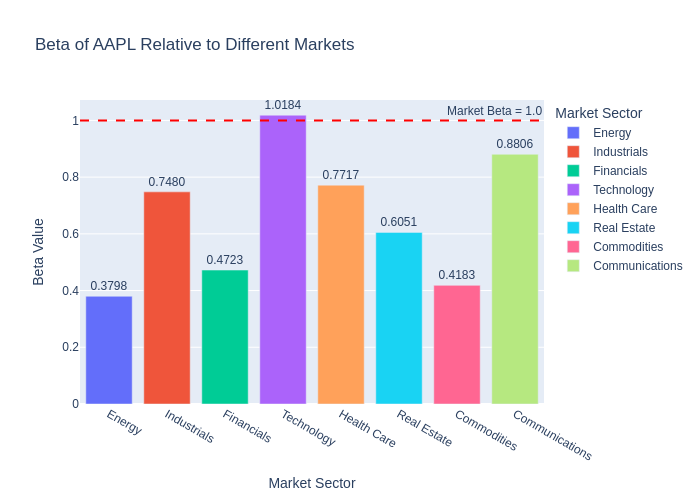 Beta of AAPL Relative to Different Markets
1.0184
Market Beta = 1.0
0.8806
0.7717
0.7480
0.6051
0.4723
0.4183
0.3798
1
0.8
0.6
0.4
0.2
0
Beta Value
Energy
Industrials
Financials
Technology
Health Care
Real Estate
Commodities
Communications
Market Sector
Market Sector
Energy
Industrials
Financials
Technology
Health Care
Real Estate
Commodities
Communications